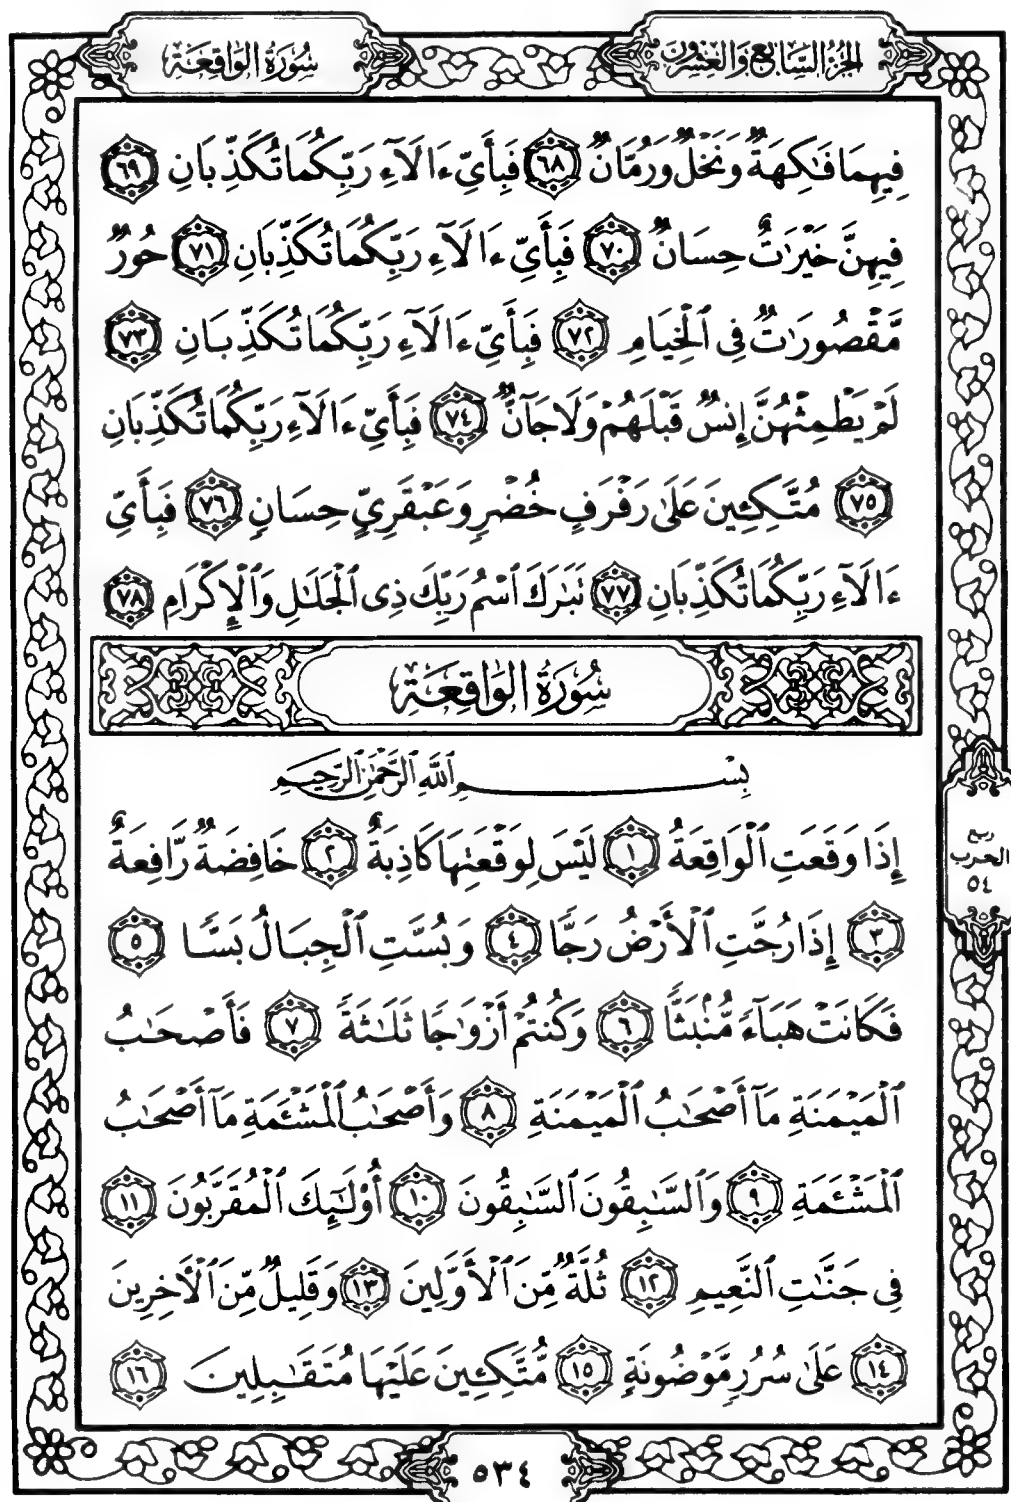 الجزء السابع والعشرون
سورة الواقعة
فِيهِمَا فَـٰكِهَةٌ وَنَخْلٌ وَرُمَّانٌ ٦٨ فَبِأَىِّ ءَالَآءِ رَبِّكُمَا تُكَذِّبَانِ ٦٩
فِيهِنَّ خَيْرَٰتٌ حِسَانٌ ٧٠ فَبِأَىِّ ءَالَآءِ رَبِّكُمَا تُكَذِّبَانِ ٧١ حُورٌ
مَّقْصُورَٰتٌ فِى ٱلْخِيَامِ ٧٢ فَبِأَىِّ ءَالَآءِ رَبِّكُمَا تُكَذِّبَانِ ٧٣
لَمْ يَطْمِثْهُنَّ إِنسٌ قَبْلَهُمْ وَلَا جَآنٌّ ٧٤ فَبِأَىِّ ءَالَآءِ رَبِّكُمَا تُكَذِّبَانِ
٧٥ مُتَّكِـِٔينَ عَلَىٰ رَفْرَفٍ خُضْرٍ وَعَبْقَرِىٍّ حِسَانٍ ٧٦ فَبِأَىِّ
ءَالَآءِ رَبِّكُمَا تُكَذِّبَانِ ٧٧ تَبَـٰرَكَ ٱسْمُ رَبِّكَ ذِى ٱلْجَلَـٰلِ وَٱلْإِكْرَامِ ٧٨
سُورَةُ الوَاقِعَةِ
بِسْمِ ٱللَّهِ ٱلرَّحْمَـٰنِ ٱلرَّحِيمِ
إِذَا وَقَعَتِ ٱلْوَاقِعَةُ ١ لَيْسَ لِوَقْعَتِهَا كَاذِبَةٌ ٢ خَافِضَةٌ رَّافِعَةٌ
٣ إِذَا رُجَّتِ ٱلْأَرْضُ رَجًّا ٤ وَبُسَّتِ ٱلْجِبَالُ بَسًّا ٥
فَكَانَتْ هَبَآءً مُّنۢبَثًّا ٦ وَكُنتُمْ أَزْوَٰجًا ثَلَـٰثَةً ٧ فَأَصْحَـٰبُ
ٱلْمَيْمَنَةِ مَآ أَصْحَـٰبُ ٱلْمَيْمَنَةِ ٨ وَأَصْحَـٰبُ ٱلْمَشْـَٔمَةِ مَآ أَصْحَـٰبُ
ٱلْمَشْـَٔمَةِ ٩ وَٱلسَّـٰبِقُونَ ٱلسَّـٰبِقُونَ ١٠ أُو۟لَـٰٓئِكَ ٱلْمُقَرَّبُونَ ١١
فِى جَنَّـٰتِ ٱلنَّعِيمِ ١٢ ثُلَّةٌ مِّنَ ٱلْأَوَّلِينَ ١٣ وَقَلِيلٌ مِّنَ ٱلْـَٔاخِرِينَ
١٤ عَلَىٰ سُرُرٍ مَّوْضُونَةٍ ١٥ مُّتَّكِـِٔينَ عَلَيْهَا مُتَقَـٰبِلِينَ ١٦
ربع
الحزب
٥٤
٥٣٤